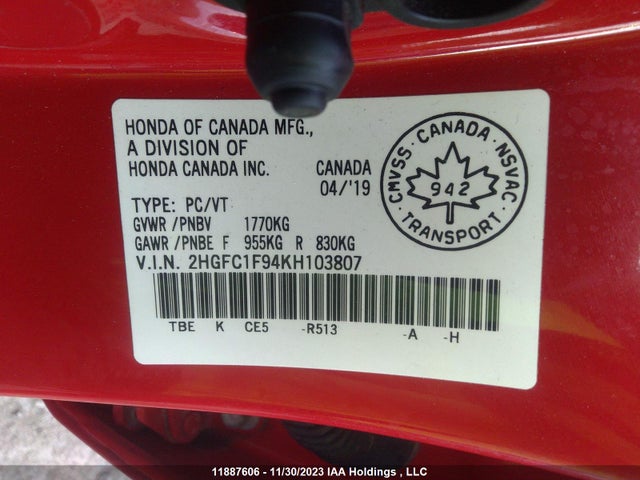 HONDA OF CANADA MFG.,
A DIVISION OF
HONDA CANADA INC. CANADA
04/'19
TYPE: PC/VT
GVWR/PNBV 1770KG
GAWR/PNBE F 955KG R 830KG
V.I.N. 2HGFC1F94KH103807
TBE K CE5 -R513 -A -H
CMVSS · CANADA · NSVAC
942
TRANSPORT
11887606 - 11/30/2023 IAA Holdings , LLC